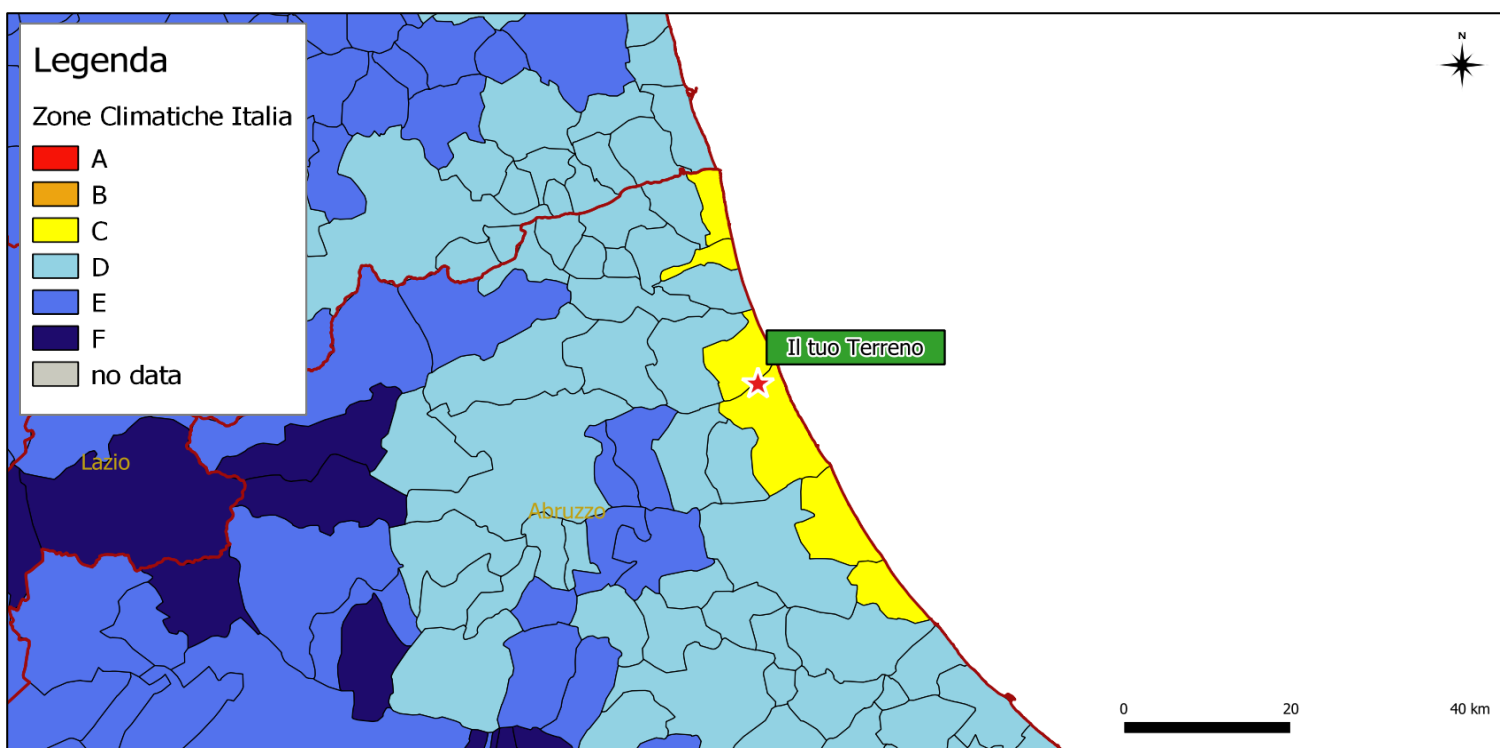 Legenda
Zone Climatiche Italia
A
B
C
D
E
F
no data
N
Il tuo Terreno
Lazio
Abruzzo
0 20 40 km